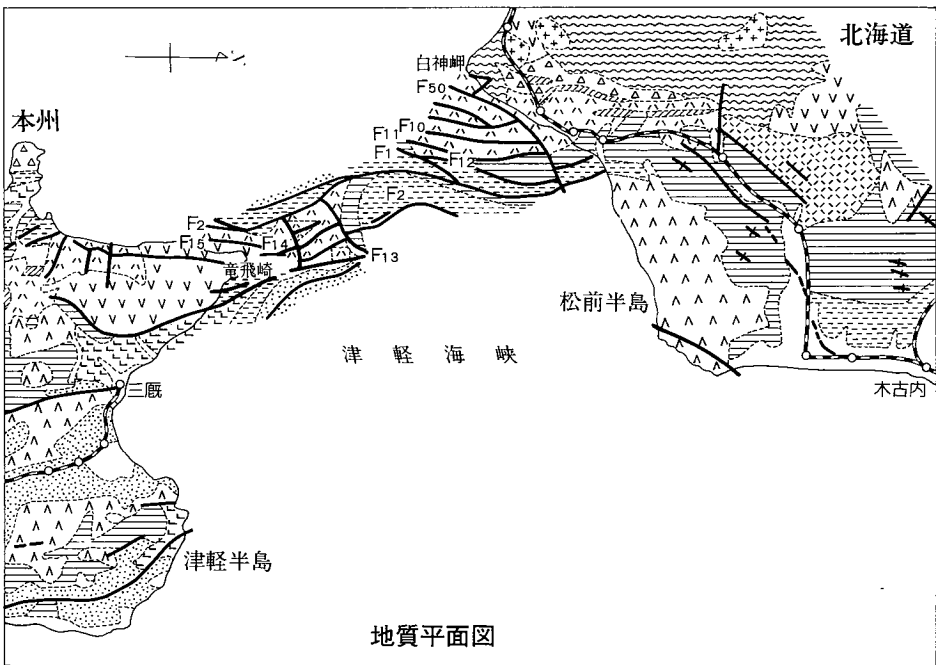 北海道
白神岬
F50
本州
F11 F10
F1
F12
F2
F2
F15
F14
F13
竜飛崎
松前半島
津軽海峡
三厩
木古内
津軽半島
地質平面図